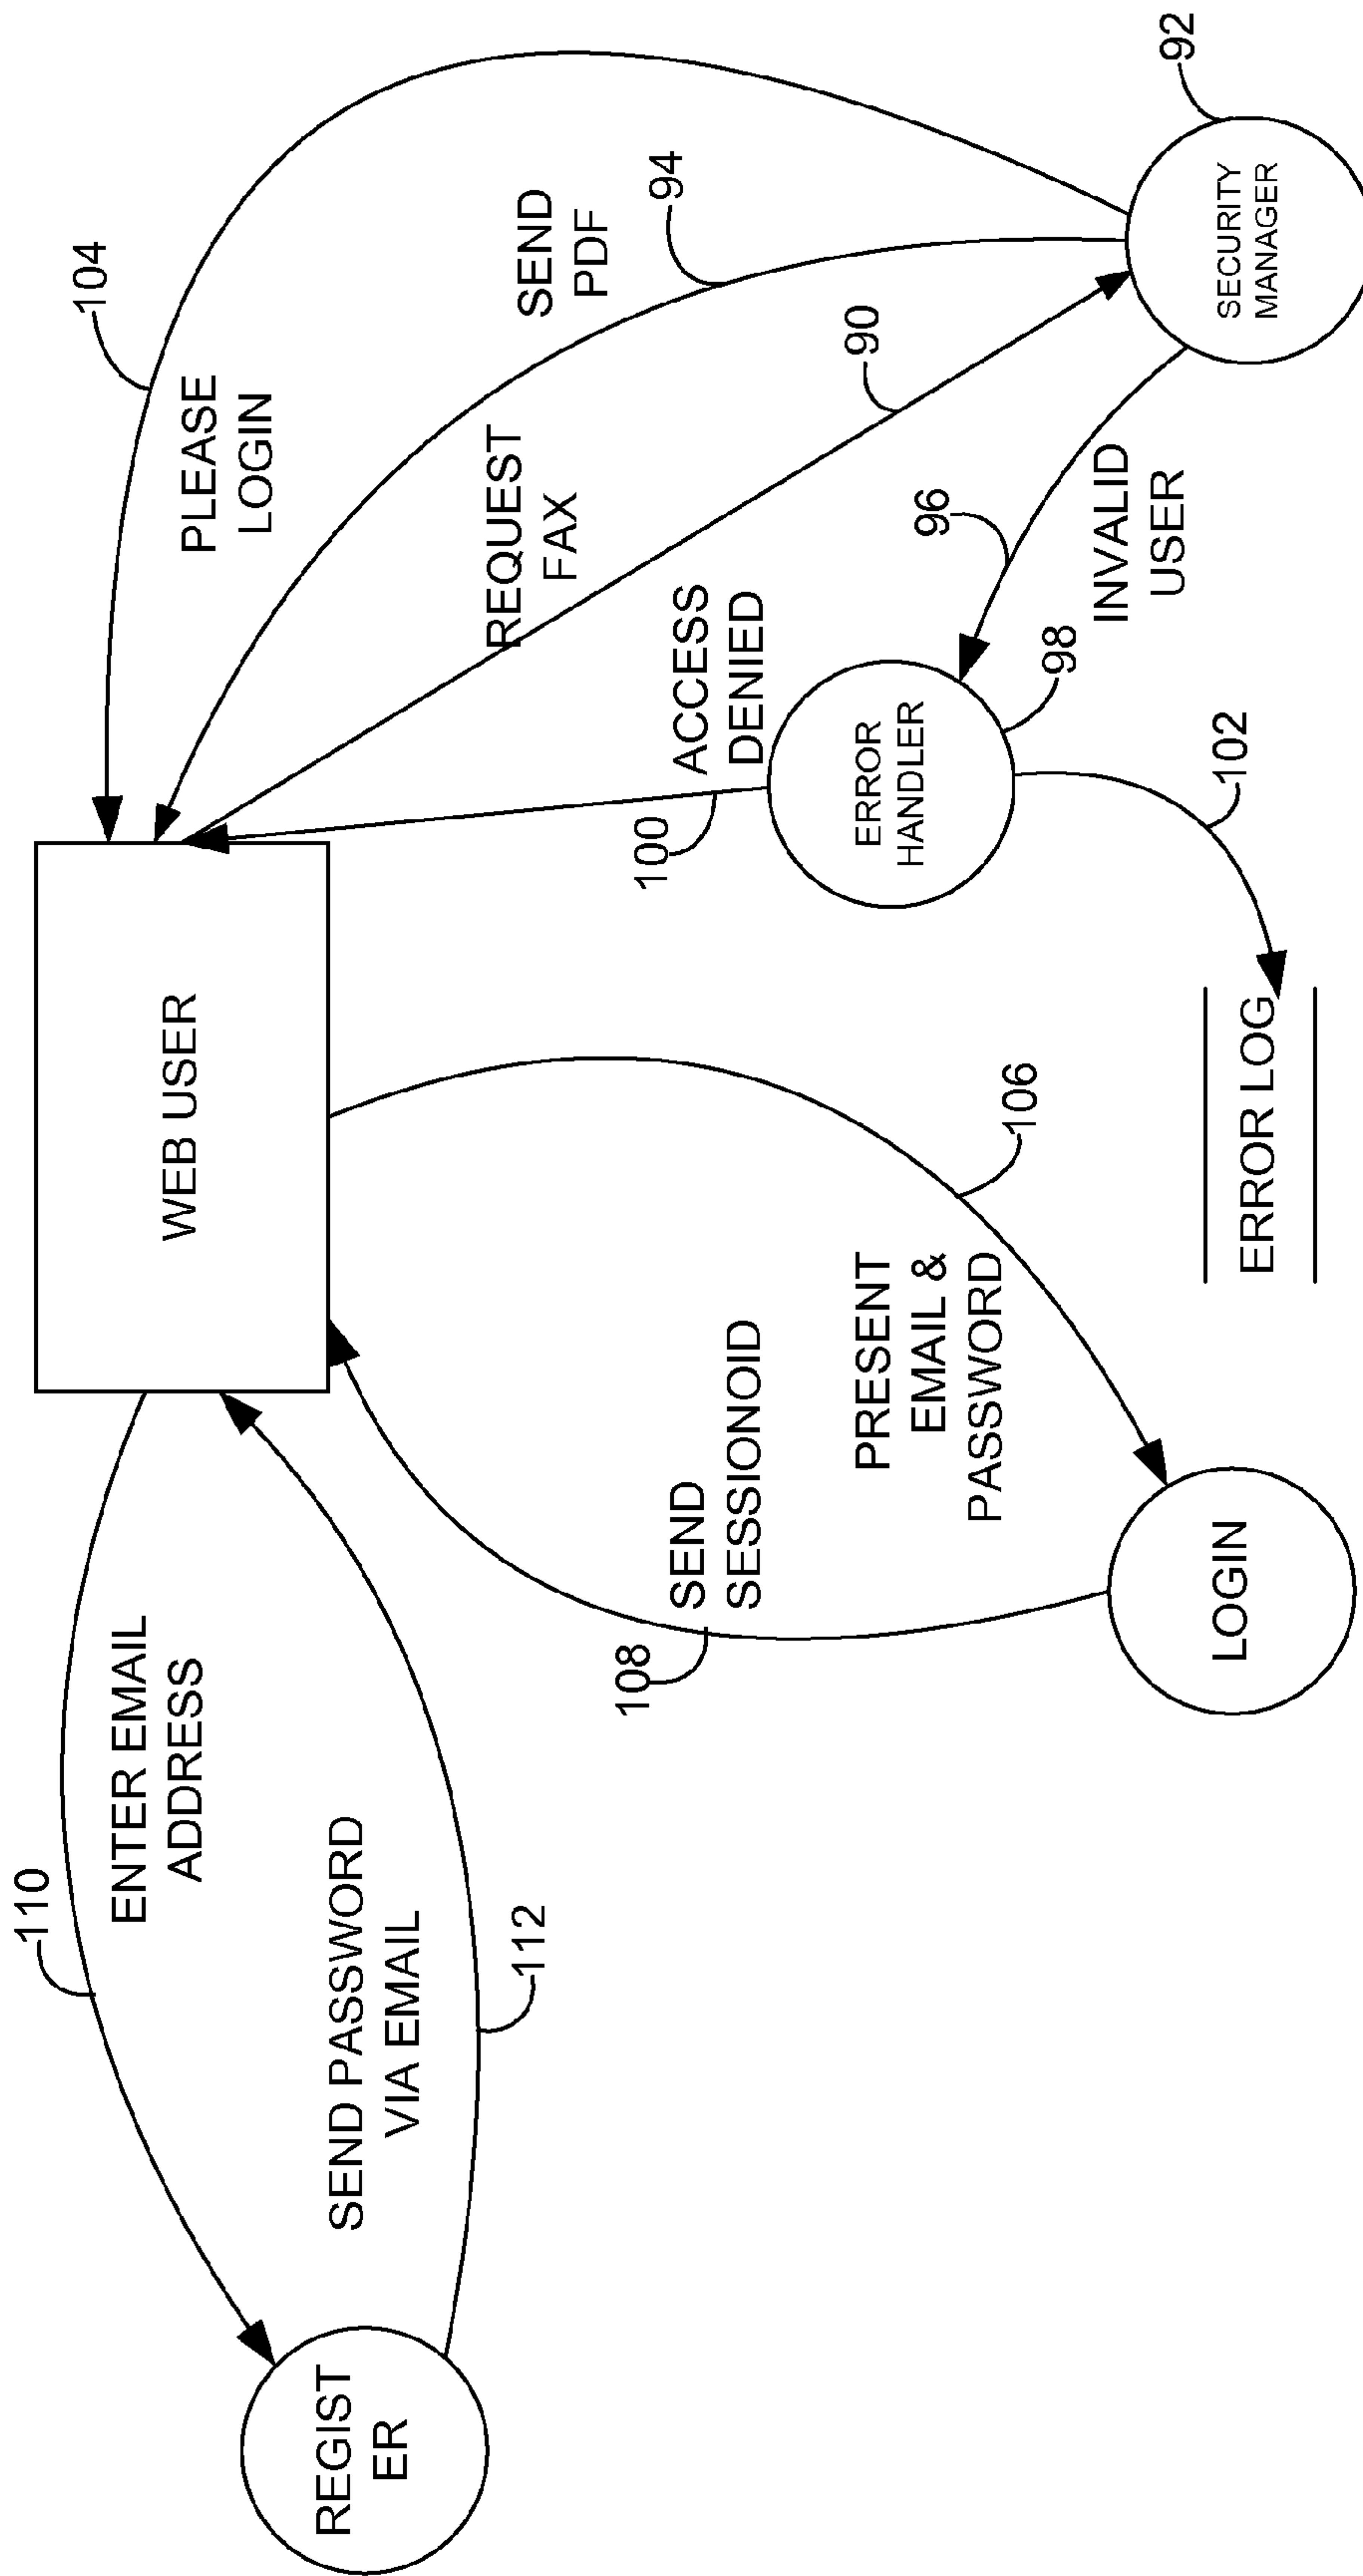 110
104
ENTER EMAIL
ADDRESS
WEB USER
PLEASE
LOGIN
REGIST
ER
SEND PASSWORD
VIA EMAIL
112
REQUEST
FAX
SEND
PDF
94
108
SEND
SESSIONOID
100
ACCESS
DENIED
90
PRESENT
EMAIL &
PASSWORD
106
ERROR
HANDLER
96
98
INVALID
USER
92
LOGIN
ERROR LOG
102
SECURITY
MANAGER